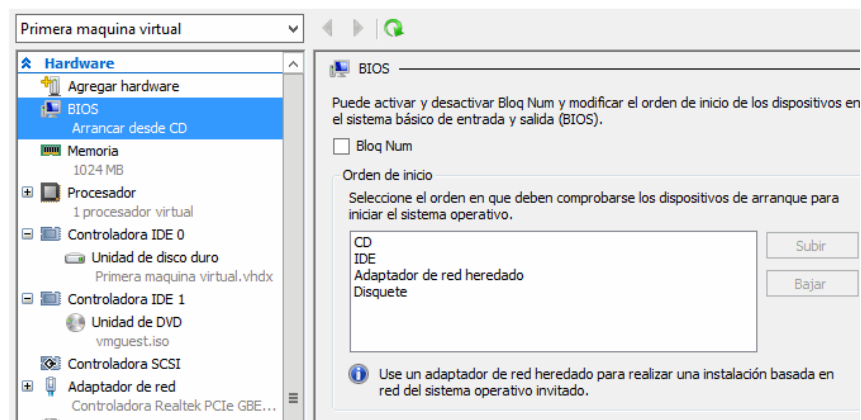 Primera maquina virtual
Hardware
Agregar hardware
BIOS
Arrancar desde CD
Memoria
1024 MB
Procesador
1 procesador virtual
Controladora IDE 0
Unidad de disco duro
Primera maquina virtual.vhdx
Controladora IDE 1
Unidad de DVD
vmguest.iso
Controladora SCSI
Adaptador de red
Controladora Realtek PCIe GBE...
BIOS
Puede activar y desactivar Bloq Num y modificar el orden de inicio de los dispositivos en
el sistema básico de entrada y salida (BIOS).
Bloq Num
Orden de inicio
Seleccione el orden en que deben comprobarse los dispositivos de arranque para
iniciar el sistema operativo.
CD
IDE
Adaptador de red heredado
Disquete
Subir
Bajar
Use un adaptador de red heredado para realizar una instalación basada en
red del sistema operativo invitado.